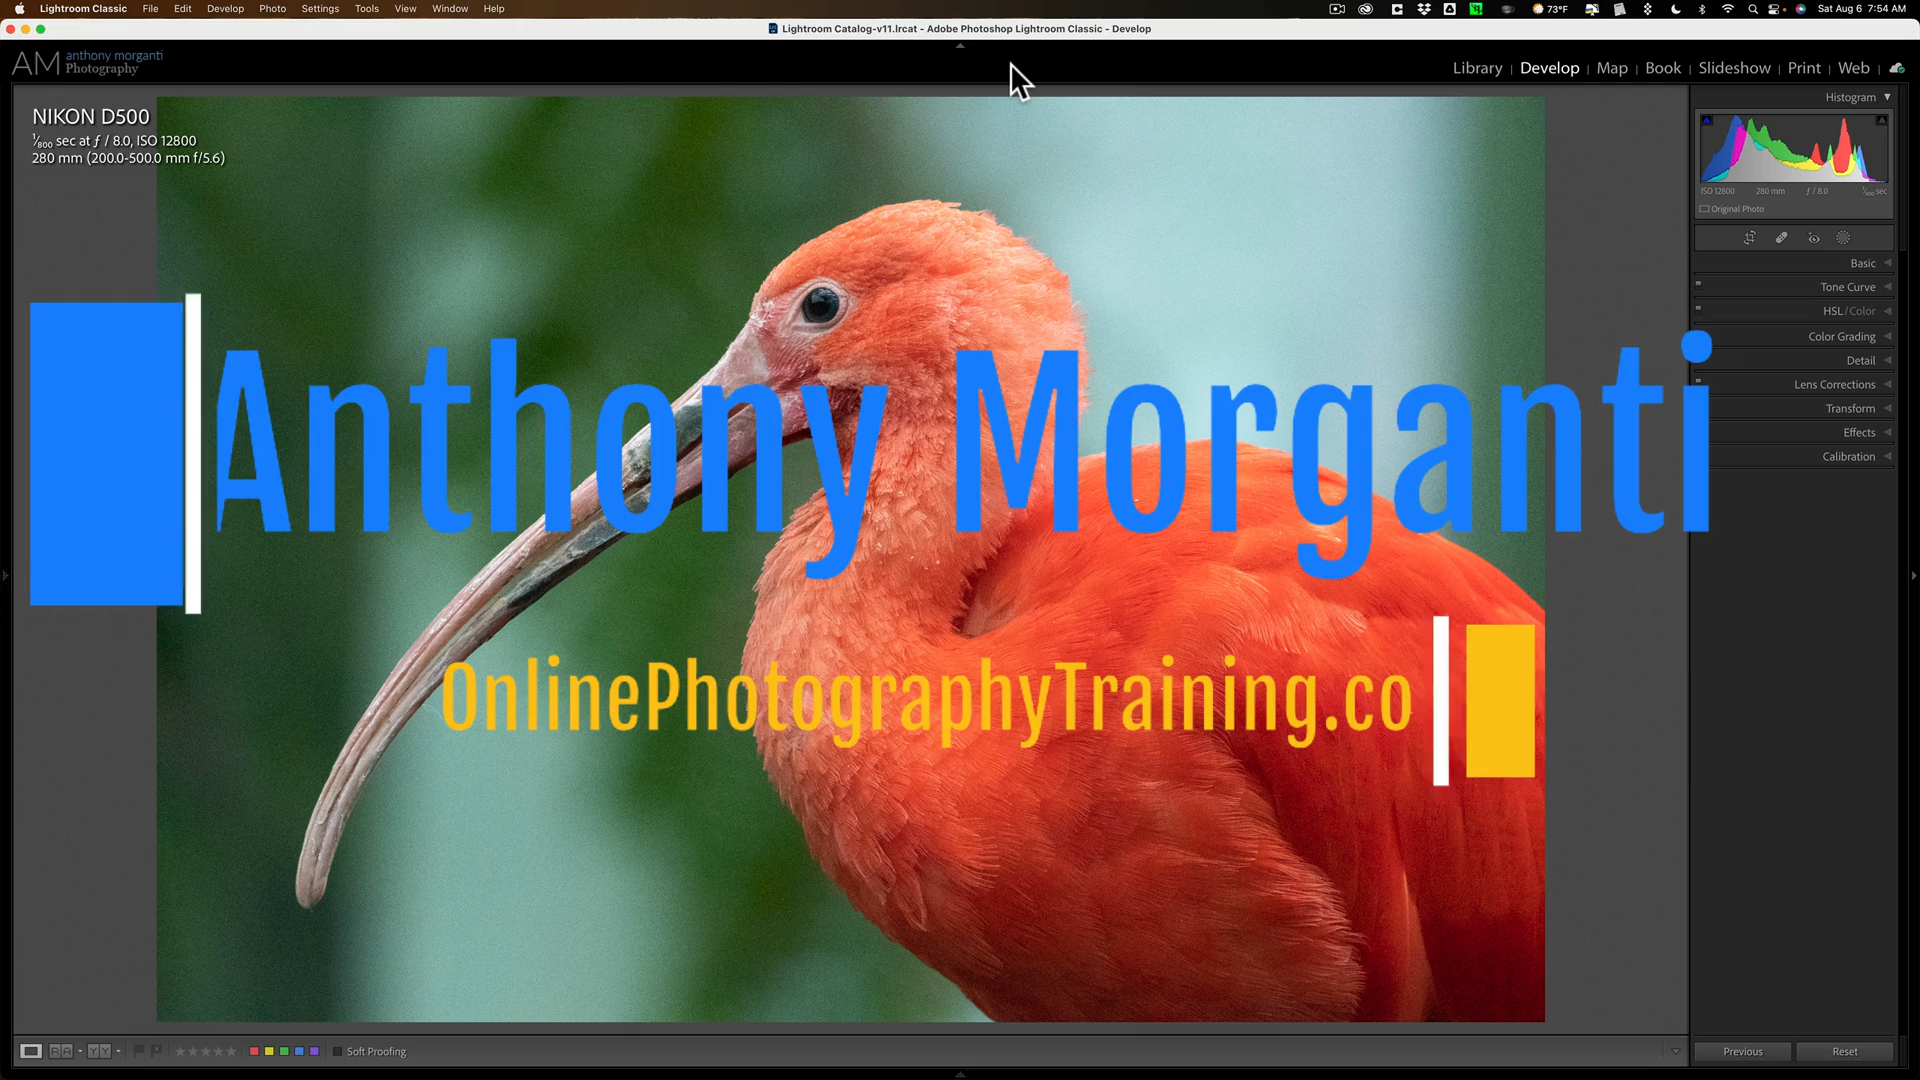 Lightroom Classic File Edit Develop Photo Settings Tools View Window Help 73°F Sat Aug 6 7:54 AM
Lightroom Catalog-v11.lrcat - Adobe Photoshop Lightroom Classic - Develop
AM anthony morganti
Photography
Library | Develop | Map | Book | Slideshow | Print | Web
NIKON D500
1/800 sec at ƒ / 8.0, ISO 12800
280 mm (200.0-500.0 mm f/5.6)
Histogram
ISO 12800 280 mm ƒ / 8.0 1/800 sec
Original Photo
Basic
Tone Curve
HSL / Color
Color Grading
Detail
Lens Corrections
Transform
Effects
Calibration
Anthony Morganti
OnlinePhotographyTraining.co
Soft Proofing
Previous Reset